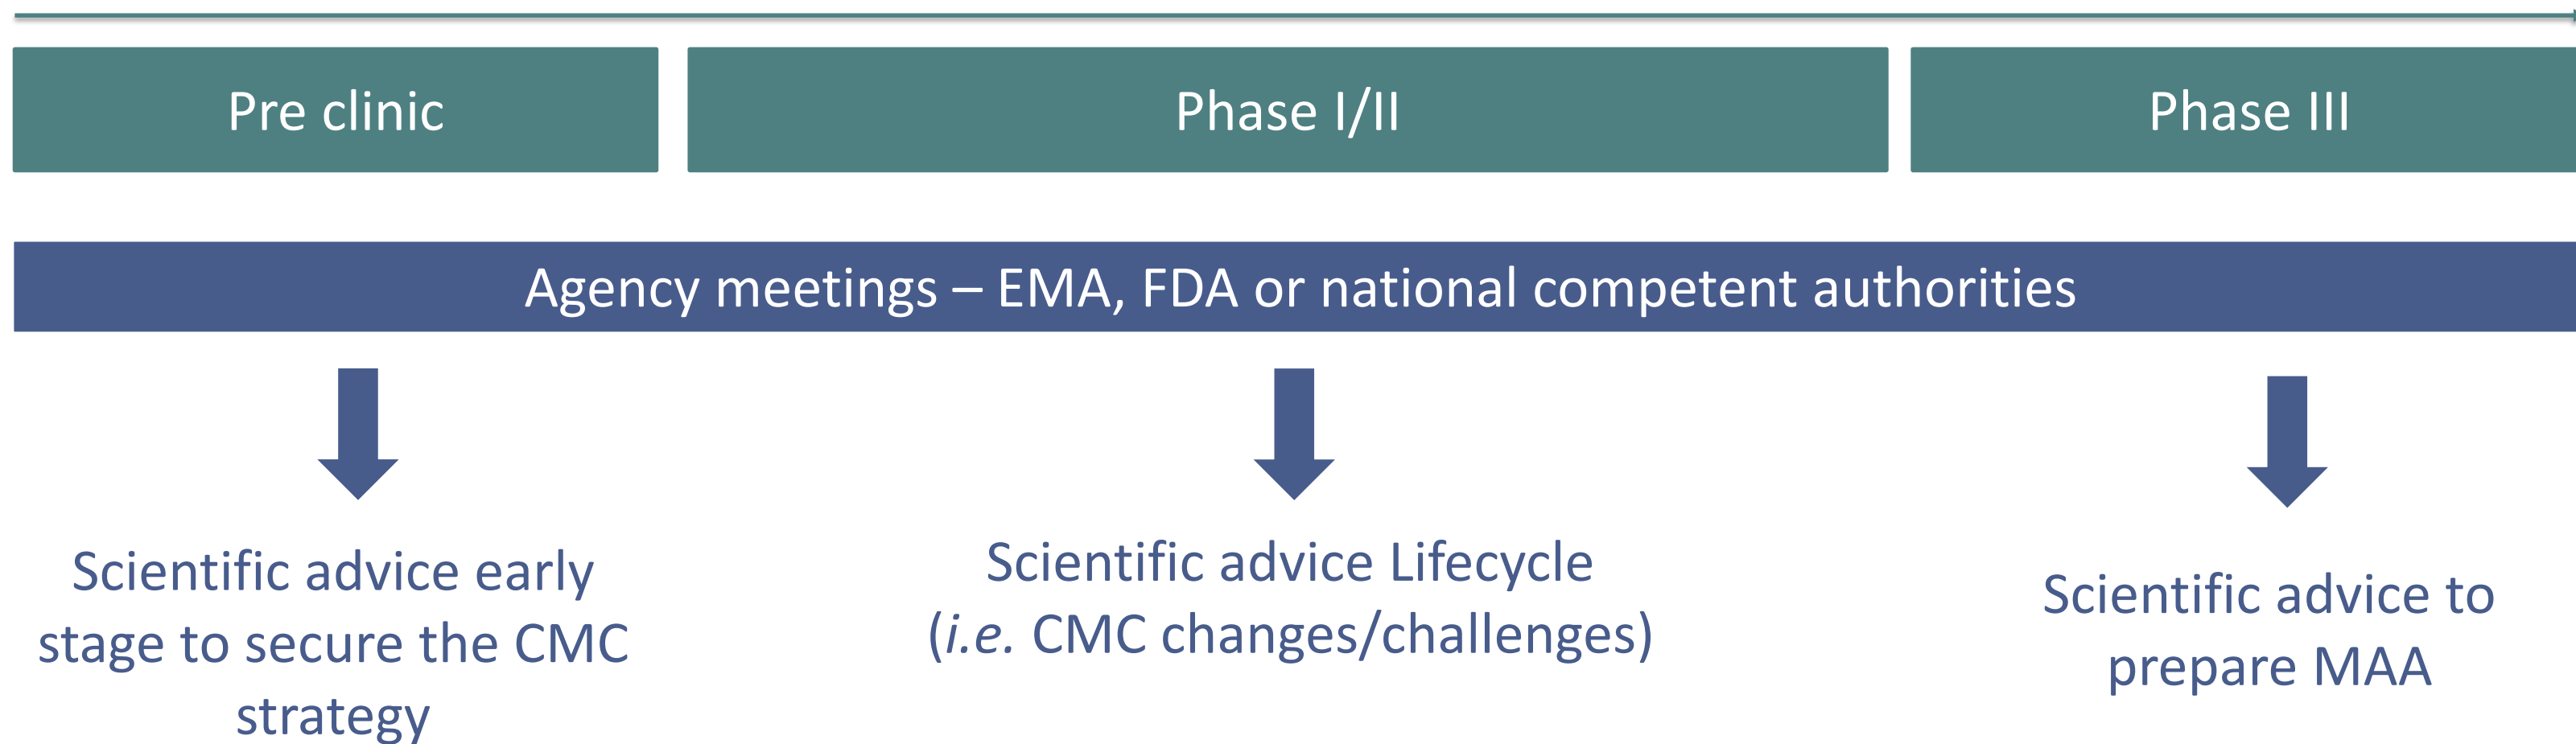 Pre clinic
Phase I/II
Phase III
Agency meetings – EMA, FDA or national competent authorities
Scientific advice early
stage to secure the CMC
strategy
Scientific advice Lifecycle
(i.e. CMC changes/challenges)
Scientific advice to
prepare MAA